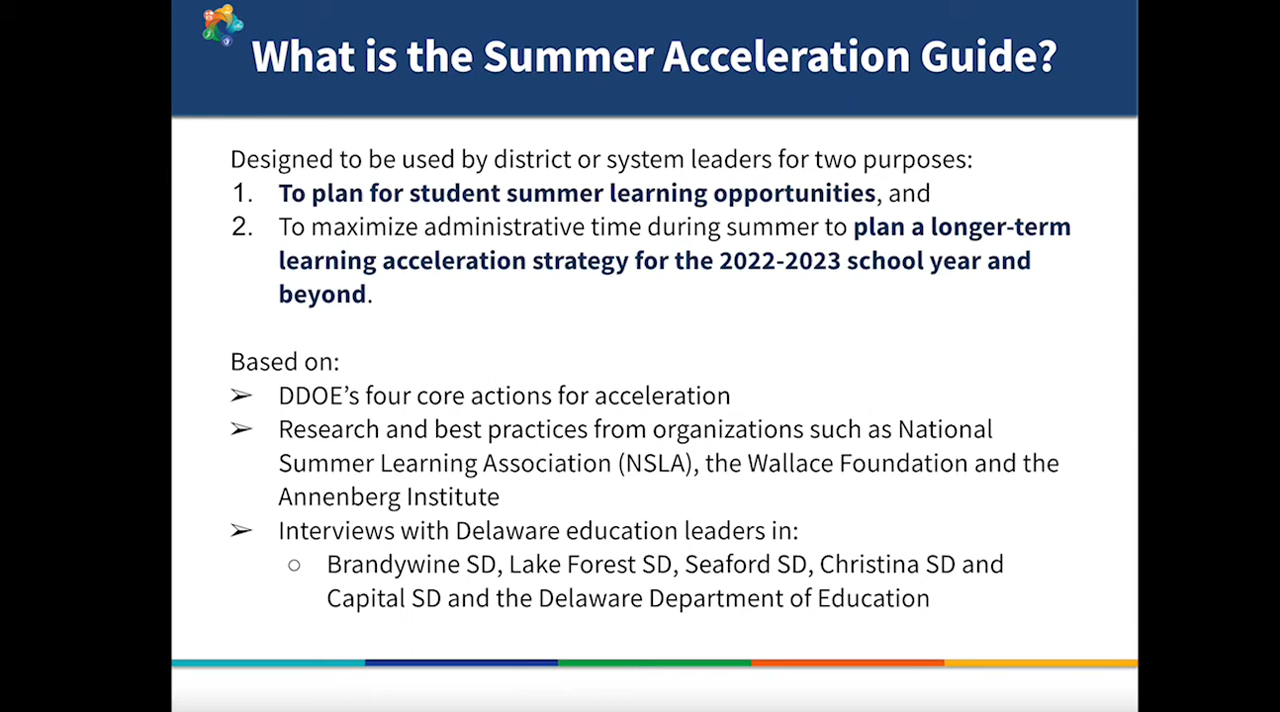 What is the Summer Acceleration Guide?
Designed to be used by district or system leaders for two purposes:
1. To plan for student summer learning opportunities, and
2. To maximize administrative time during summer to plan a longer-term
learning acceleration strategy for the 2022-2023 school year and
beyond.
Based on:
➢ DDOE’s four core actions for acceleration
➢ Research and best practices from organizations such as National
Summer Learning Association (NSLA), the Wallace Foundation and the
Annenberg Institute
➢ Interviews with Delaware education leaders in:
○ Brandywine SD, Lake Forest SD, Seaford SD, Christina SD and
Capital SD and the Delaware Department of Education